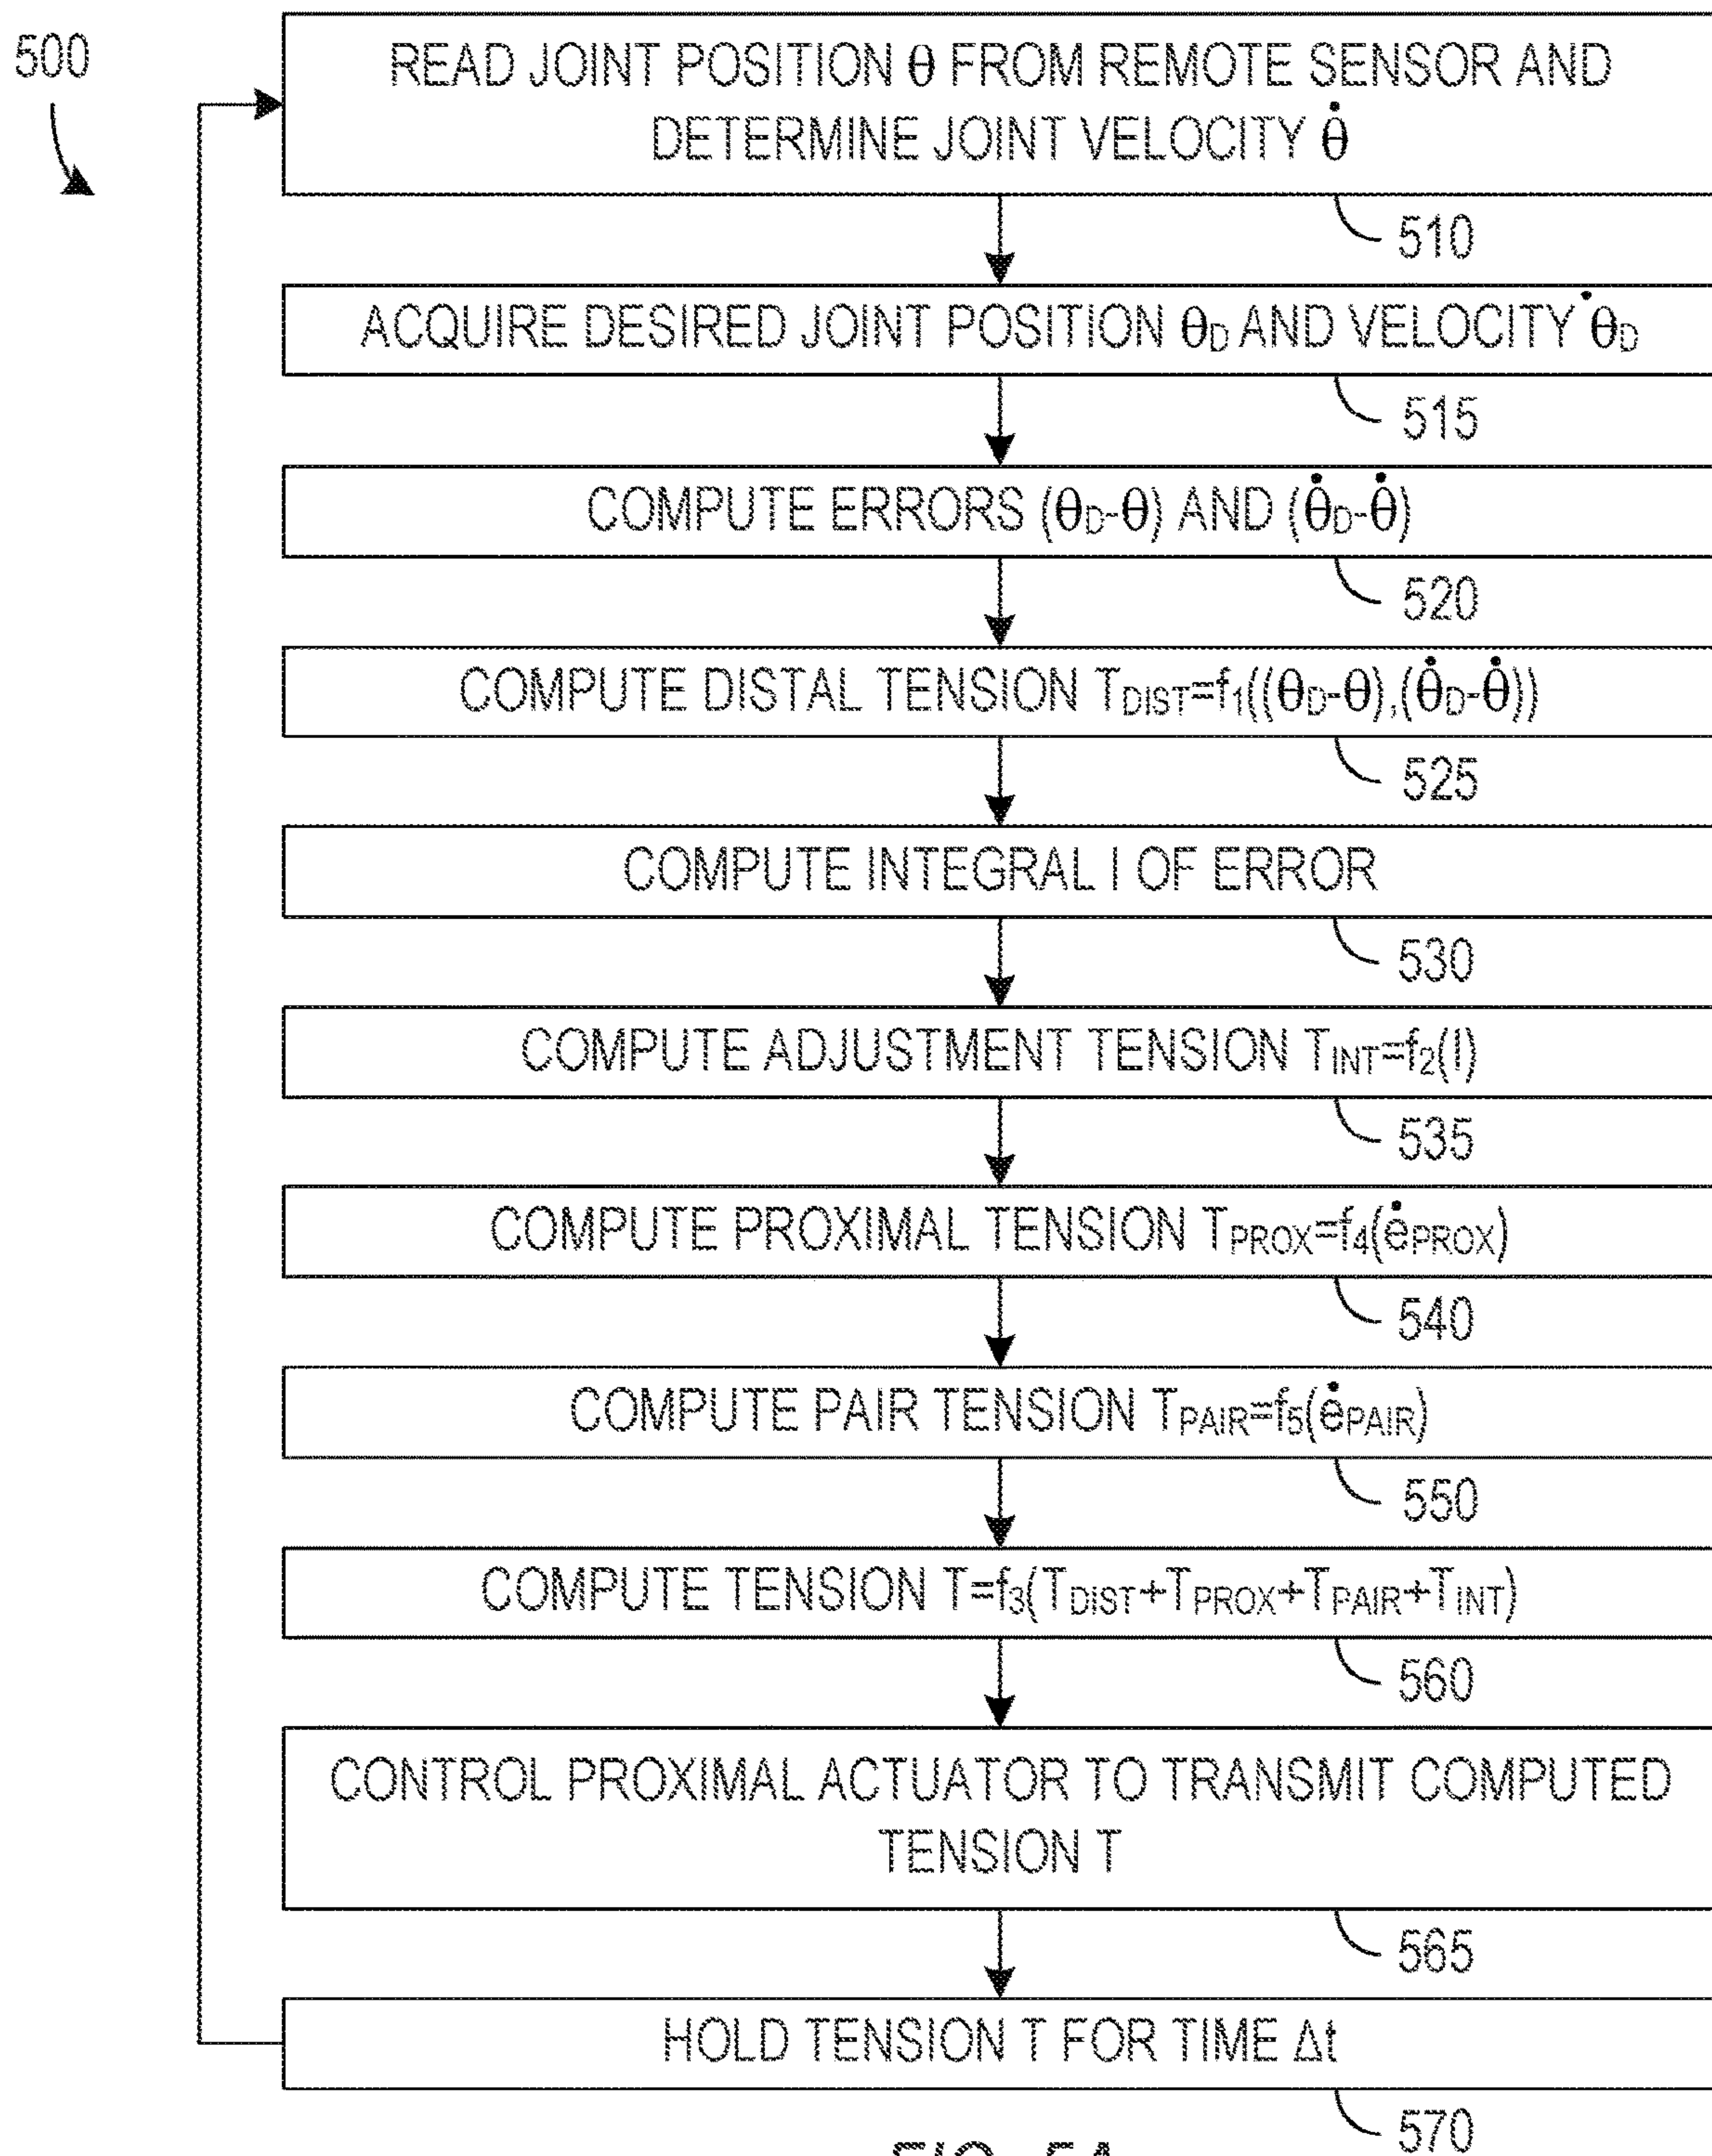 500
READ JOINT POSITION θ FROM REMOTE SENSOR AND
DETERMINE JOINT VELOCITY θ̇
510
ACQUIRE DESIRED JOINT POSITION θD AND VELOCITY θ̇D
515
COMPUTE ERRORS (θD-θ) AND (θ̇D-θ̇)
520
COMPUTE DISTAL TENSION TDIST=f1((θD-θ),(θ̇D-θ̇))
525
COMPUTE INTEGRAL I OF ERROR
530
COMPUTE ADJUSTMENT TENSION TINT=f2(I)
535
COMPUTE PROXIMAL TENSION TPROX=f4(ėPROX)
540
COMPUTE PAIR TENSION TPAIR=f5(ėPAIR)
550
COMPUTE TENSION T=f3(TDIST+TPROX+TPAIR+TINT)
560
CONTROL PROXIMAL ACTUATOR TO TRANSMIT COMPUTED
TENSION T
565
HOLD TENSION T FOR TIME Δt
570
FIG. 5A